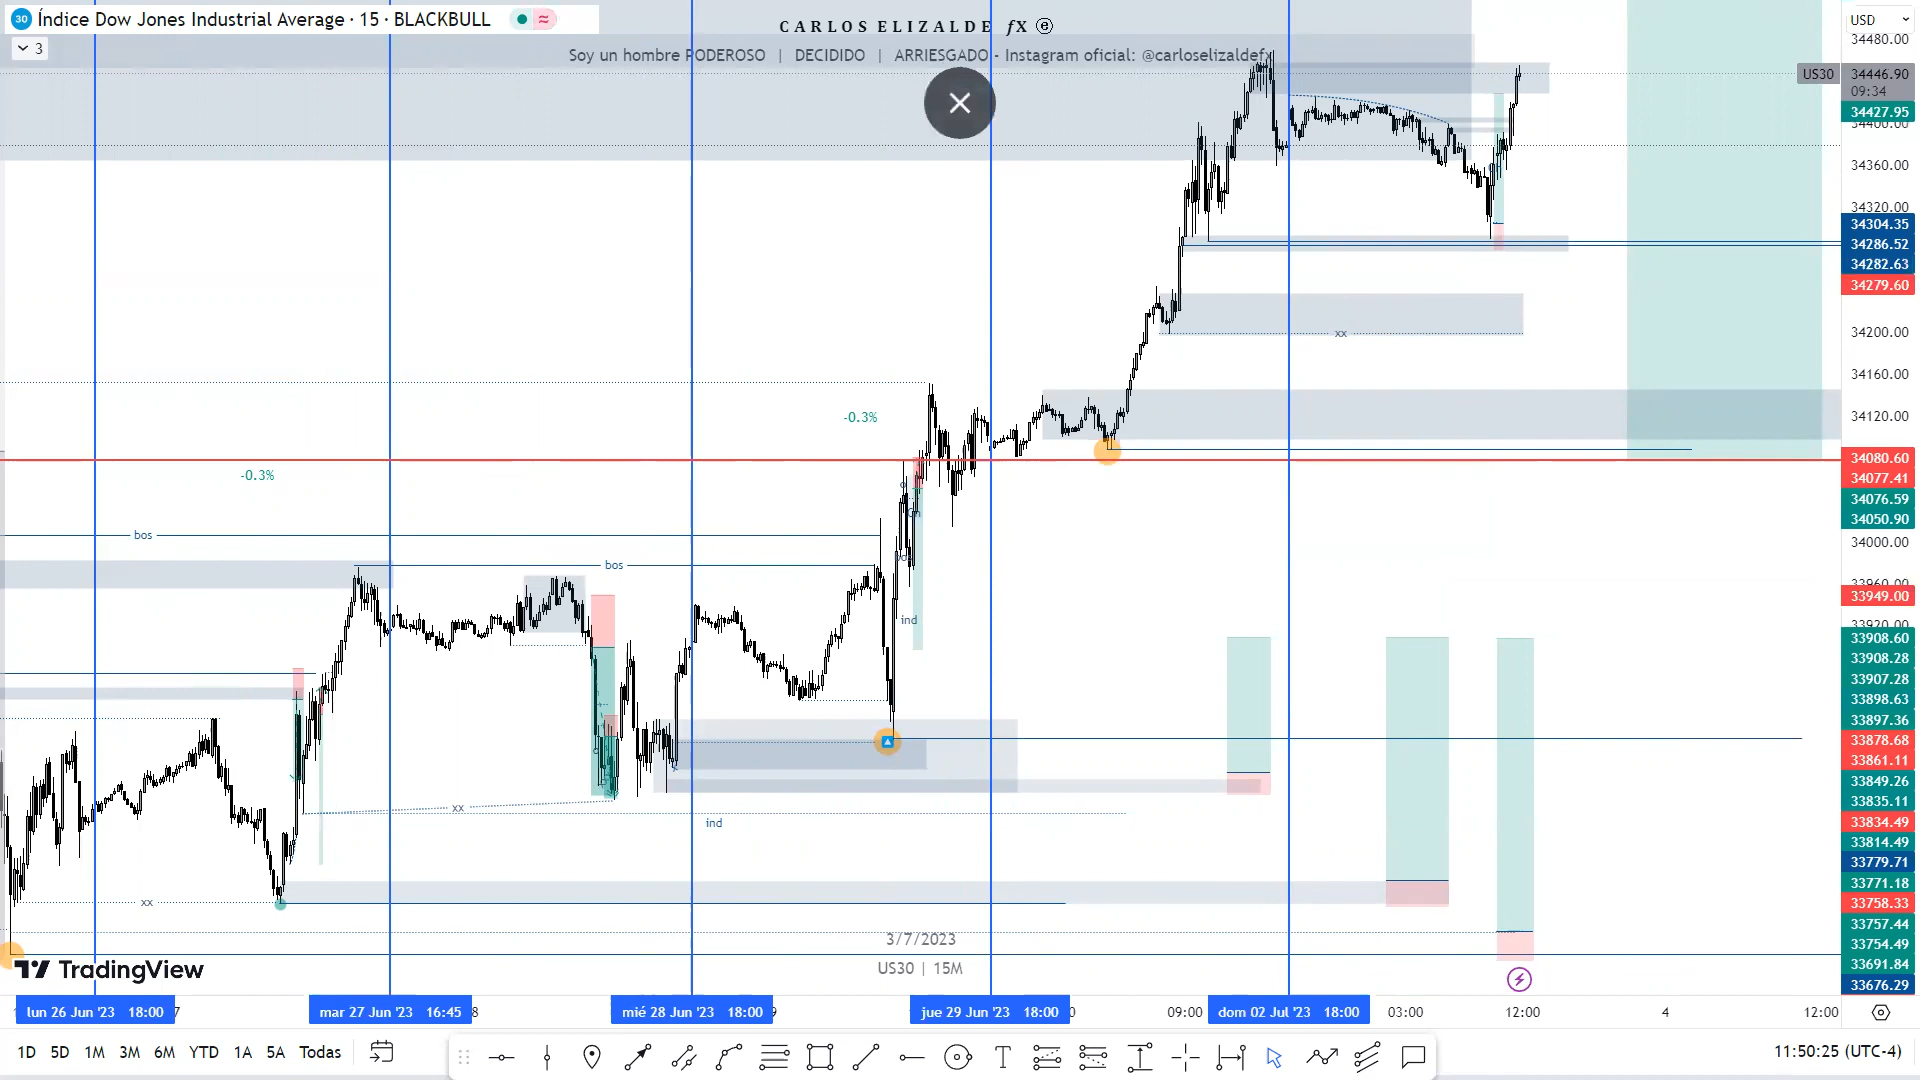 30 Índice Dow Jones Industrial Average · 15 · BLACKBULL
3
CARLOS ELIZALDE fX ⓔ
Soy un hombre PODEROSO | DECIDIDO | ARRIESGADO - Instagram oficial: @carloselizaldefx
USD
34480.00
US30 34446.90
09:34
34427.95
34400.00
34360.00
34320.00
34304.35
34286.52
34282.63
34279.60
34200.00
34160.00
34120.00
34080.60
34077.41
34076.59
34050.90
34000.00
33960.00
33949.00
33920.00
33908.60
33908.28
33907.28
33898.63
33897.36
33878.68
33861.11
33849.26
33835.11
33834.49
33814.49
33779.71
33771.18
33758.33
33757.44
33754.49
33691.84
33676.29
xx
-0.3%
-0.3%
bos
bos
ind
xx
ind
xx
3/7/2023
US30 | 15M
TradingView
lun 26 Jun '23 18:00
mar 27 Jun '23 16:45
mié 28 Jun '23 18:00
jue 29 Jun '23 18:00
09:00
dom 02 Jul '23 18:00
03:00
12:00
4
12:00
1D 5D 1M 3M 6M YTD 1A 5A Todas
T
11:50:25 (UTC-4)